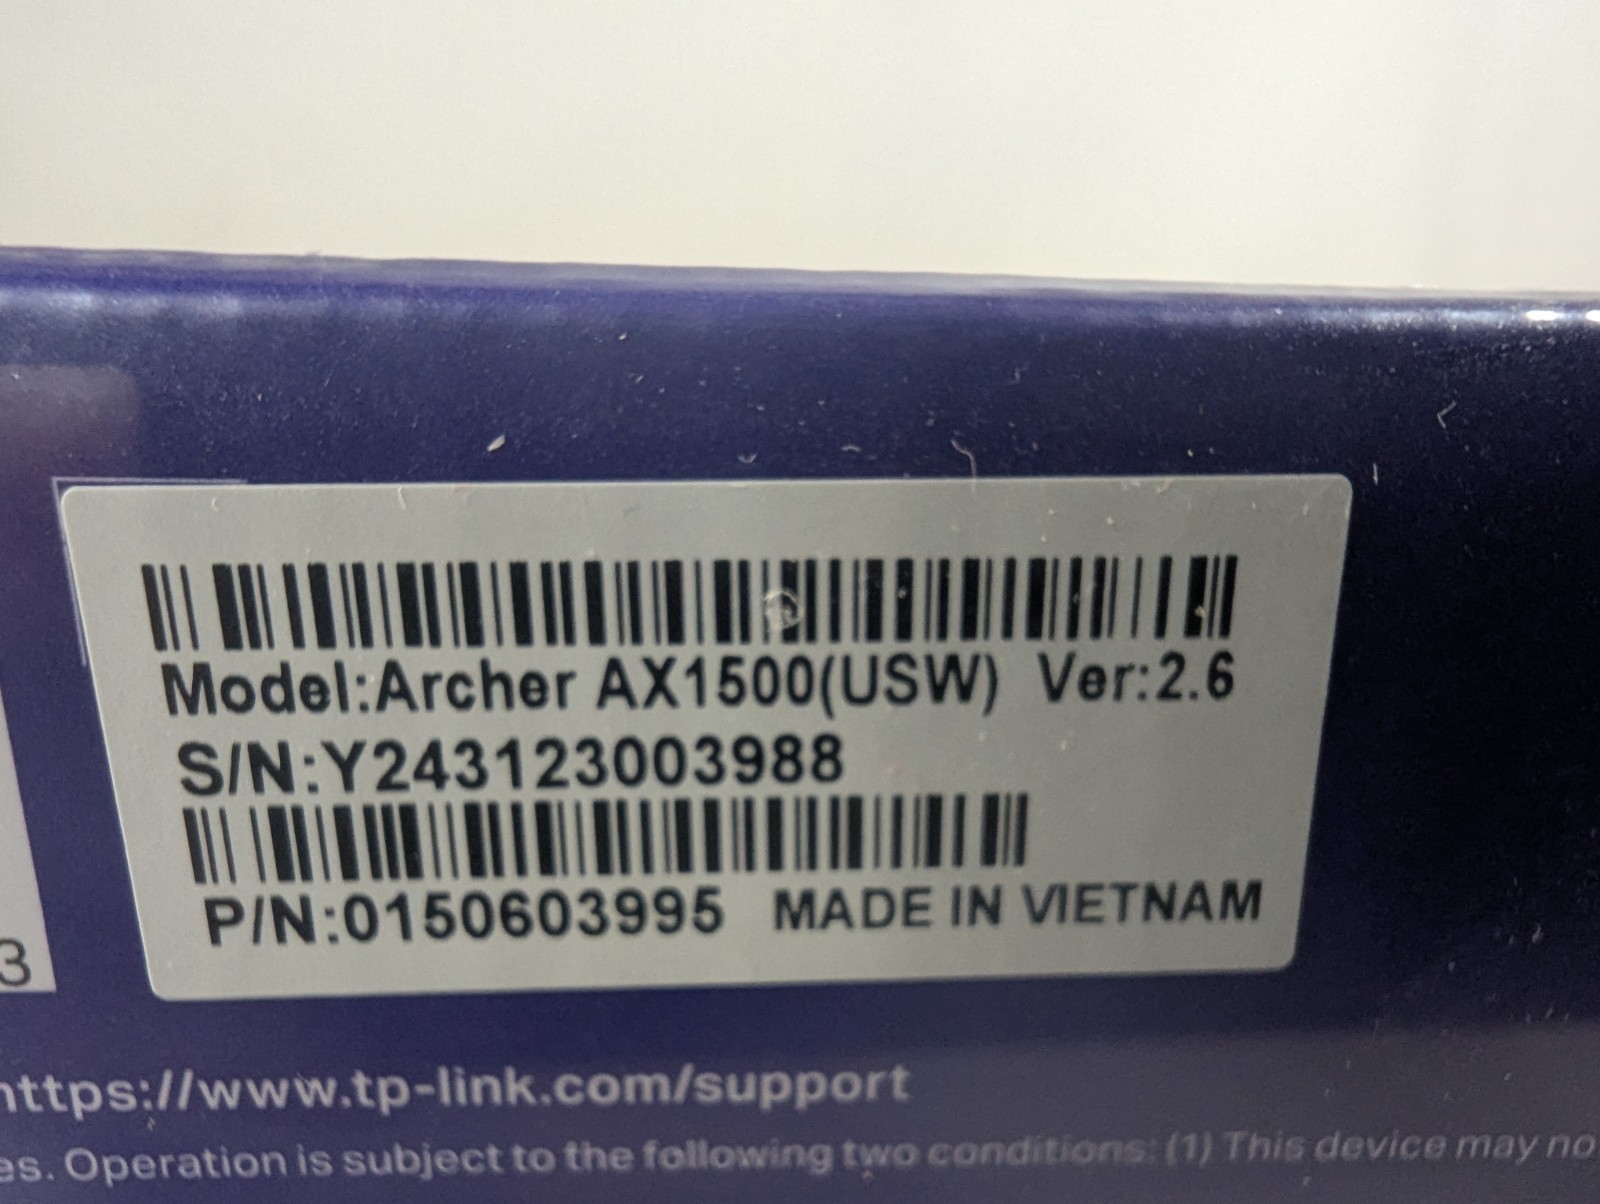 Model:Archer AX1500(USW) Ver:2.6
S/N:Y243123003988
P/N:0150603995 MADE IN VIETNAM
3
https://www.tp-link.com/support
es. Operation is subject to the following two conditions: (1) This device may no